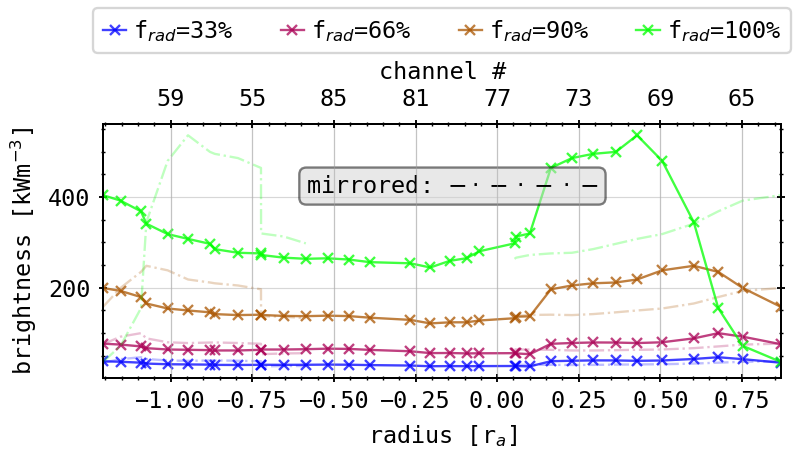 f_rad=33% f_rad=66% f_rad=90% f_rad=100%
channel #
59 55 85 81 77 73 69 65
brightness [kWm⁻³]
400
200
mirrored: — · — · — · —
−1.00 −0.75 −0.50 −0.25 0.00 0.25 0.50 0.75
radius [r_a]